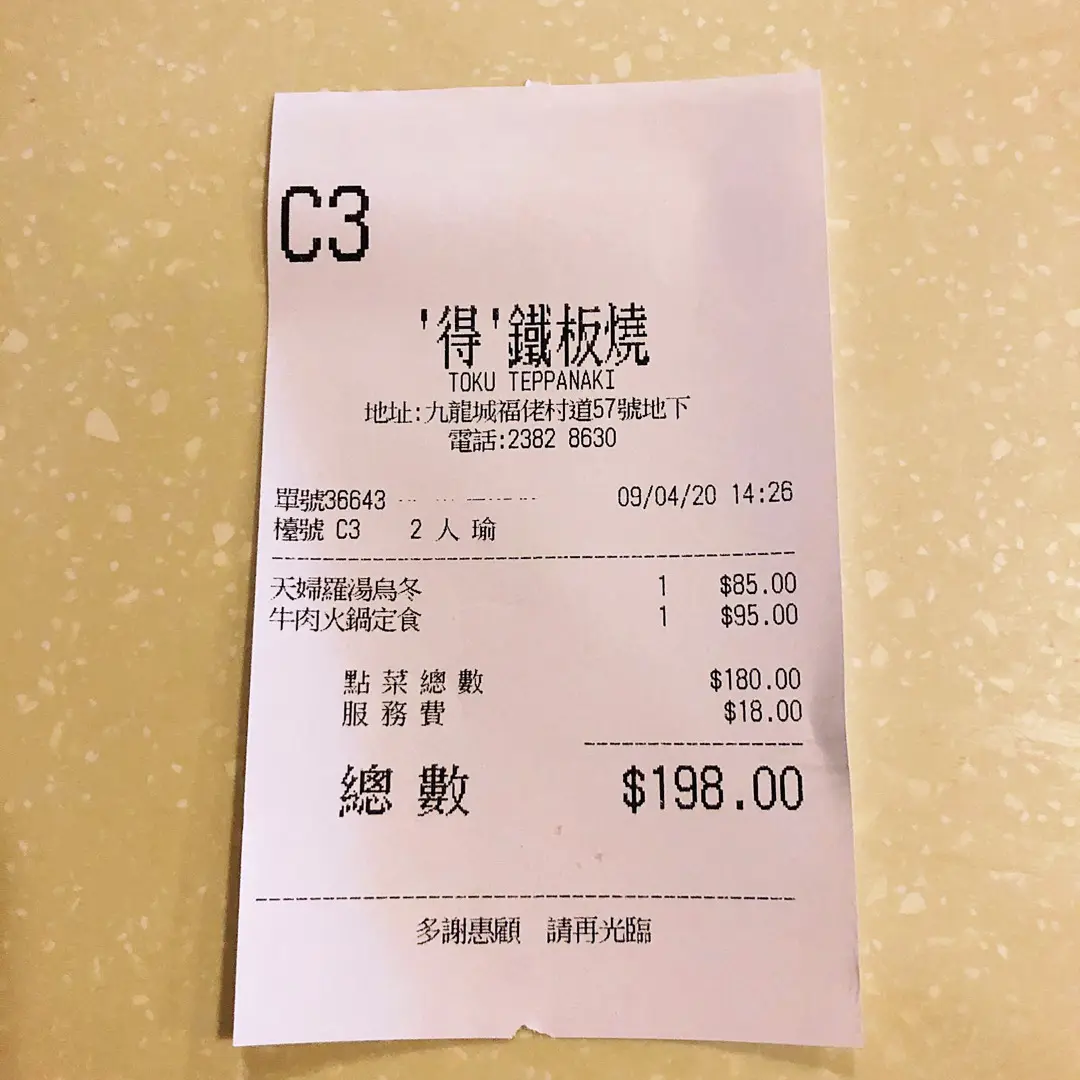 C3
'得'鐵板燒
TOKU TEPPANAKI
地址:九龍城福佬村道57號地下
電話:2382 8630
單號36643 09/04/20 14:26
檯號 C3 2 人 瑜
天婦羅湯烏冬 1 $85.00
牛肉火鍋定食 1 $95.00
點菜總數 $180.00
服務費 $18.00
總數 $198.00
多謝惠顧 請再光臨